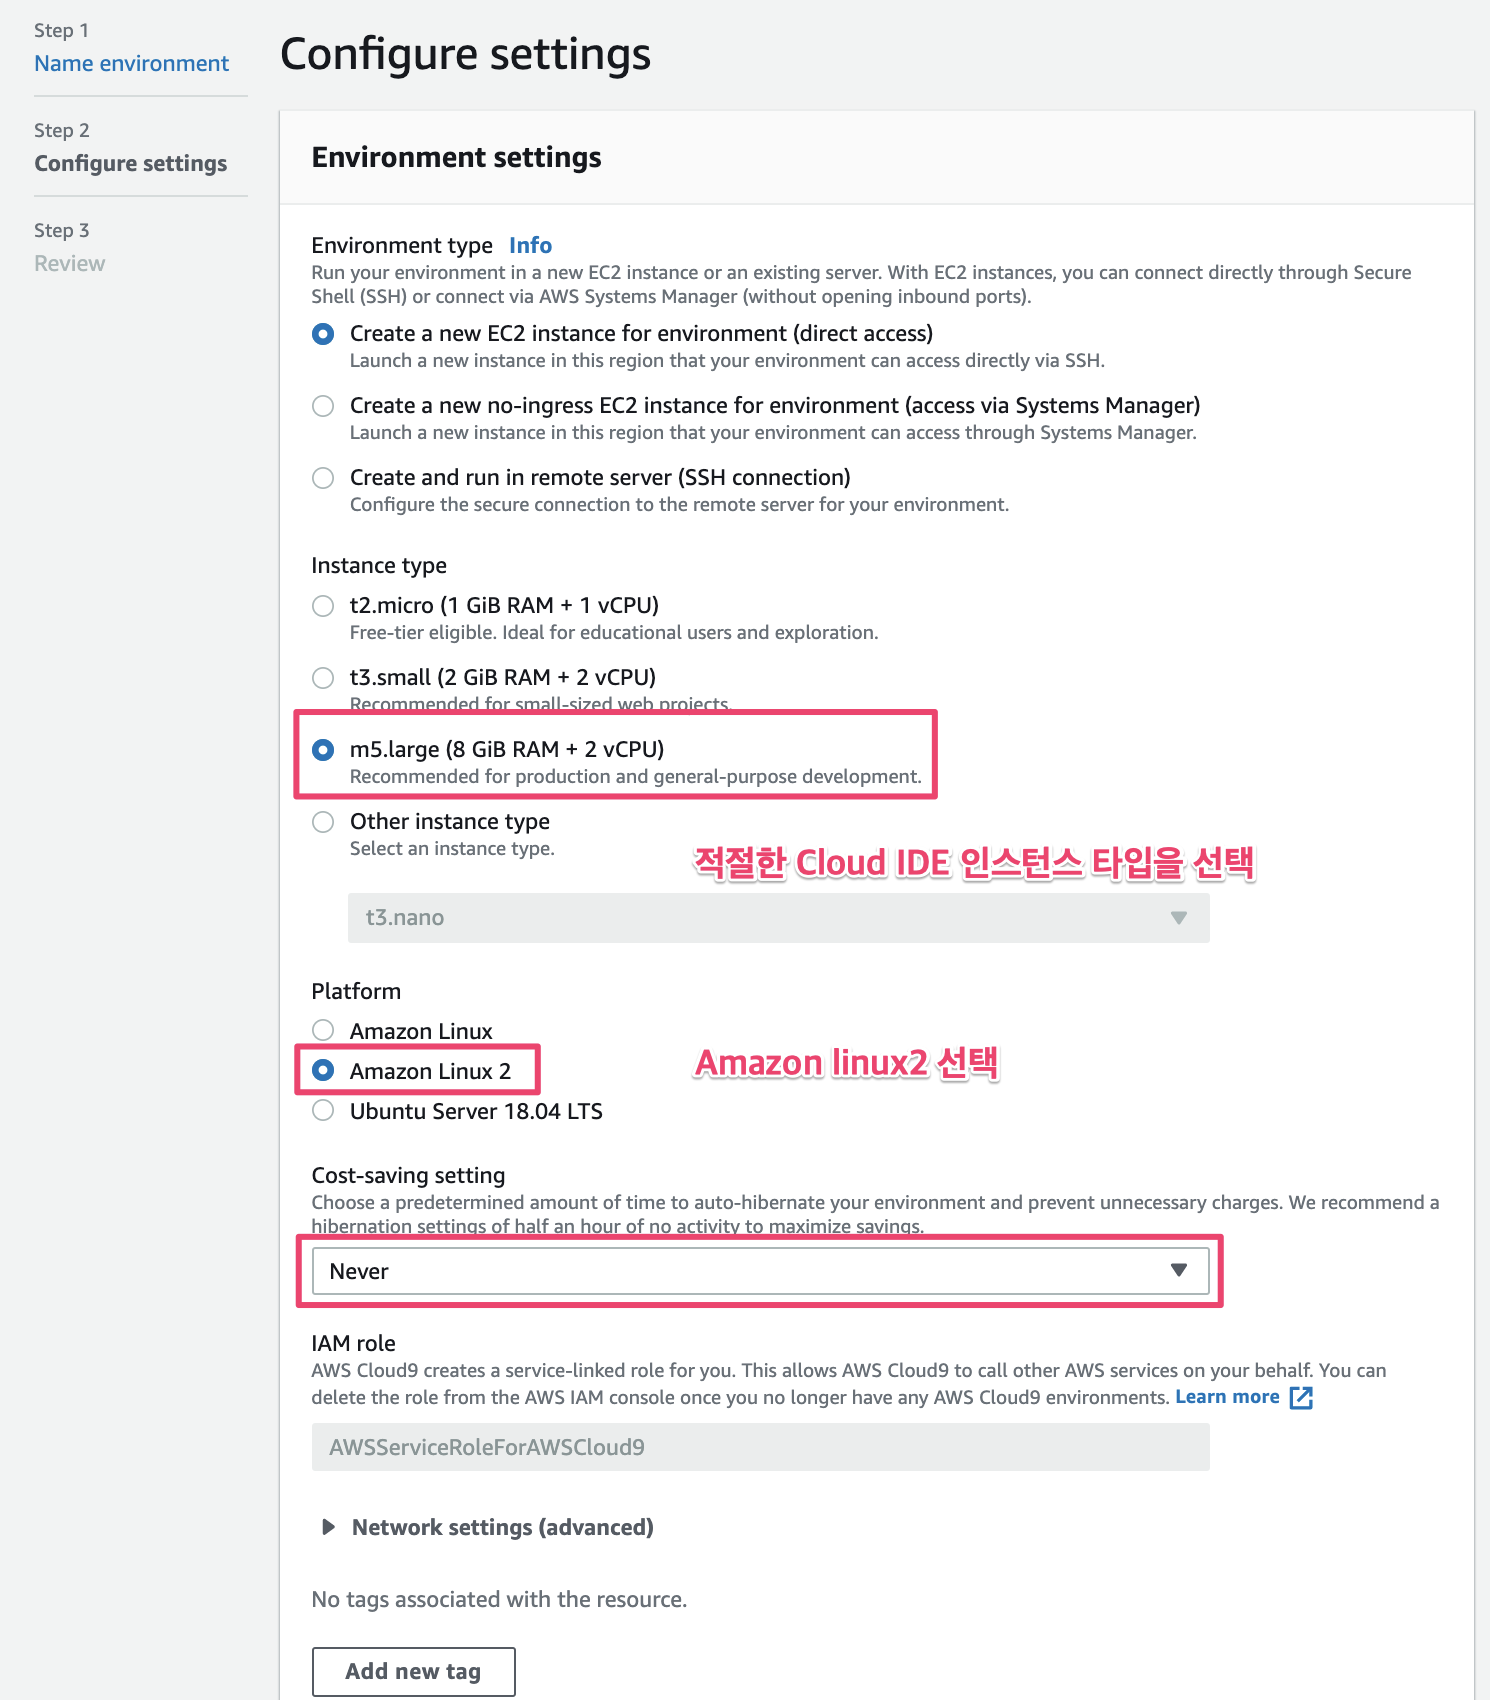 Step 1
Name environment
Step 2
Configure settings
Step 3
Review
Configure settings
Environment settings
Environment type Info
Run your environment in a new EC2 instance or an existing server. With EC2 instances, you can connect directly through Secure
Shell (SSH) or connect via AWS Systems Manager (without opening inbound ports).
Create a new EC2 instance for environment (direct access)
Launch a new instance in this region that your environment can access directly via SSH.
Create a new no-ingress EC2 instance for environment (access via Systems Manager)
Launch a new instance in this region that your environment can access through Systems Manager.
Create and run in remote server (SSH connection)
Configure the secure connection to the remote server for your environment.
Instance type
t2.micro (1 GiB RAM + 1 vCPU)
Free-tier eligible. Ideal for educational users and exploration.
t3.small (2 GiB RAM + 2 vCPU)
Recommended for small-sized web projects.
m5.large (8 GiB RAM + 2 vCPU)
Recommended for production and general-purpose development.
Other instance type
Select an instance type.
적절한 Cloud IDE 인스턴스 타입을 선택
t3.nano
Platform
Amazon Linux
Amazon Linux 2
Amazon linux2 선택
Ubuntu Server 18.04 LTS
Cost-saving setting
Choose a predetermined amount of time to auto-hibernate your environment and prevent unnecessary charges. We recommend a
hibernation settings of half an hour of no activity to maximize savings.
Never
IAM role
AWS Cloud9 creates a service-linked role for you. This allows AWS Cloud9 to call other AWS services on your behalf. You can
delete the role from the AWS IAM console once you no longer have any AWS Cloud9 environments. Learn more
AWSServiceRoleForAWSCloud9
Network settings (advanced)
No tags associated with the resource.
Add new tag